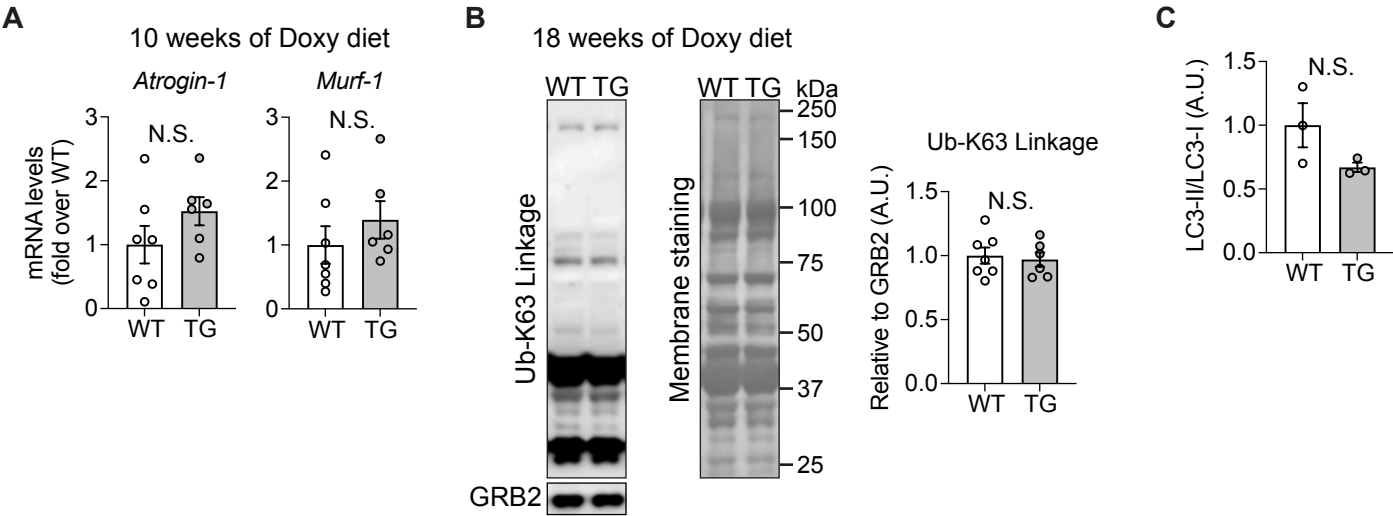 A
10 weeks of Doxy diet
Atrogin-1
Murf-1
mRNA levels
(fold over WT)
3
2
1
0
N.S.
WT TG
3
2
1
0
N.S.
WT TG
B
18 weeks of Doxy diet
WT TG
WT TG kDa
Ub-K63 Linkage
GRB2
Membrane staining
250
150
100
75
50
37
25
Ub-K63 Linkage
Relative to GRB2 (A.U.)
1.5
1.0
0.5
0.0
N.S.
WT TG
C
LC3-II/LC3-I (A.U.)
1.5
1.0
0.5
0.0
N.S.
WT TG